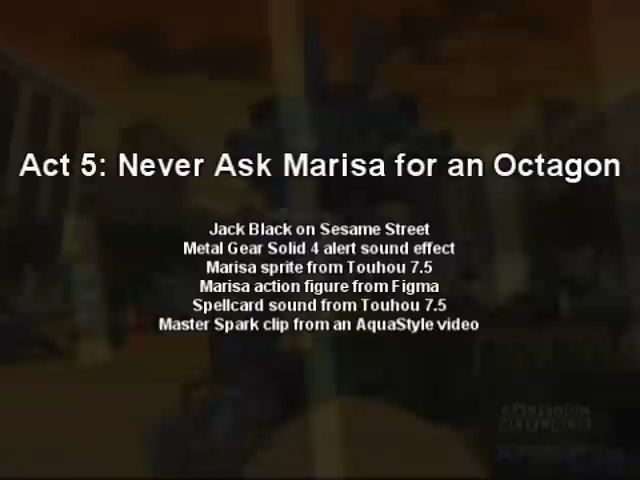 Act 5: Never Ask Marisa for an Octagon
Jack Black on Sesame Street
Metal Gear Solid 4 alert sound effect
Marisa sprite from Touhou 7.5
Marisa action figure from Figma
Spellcard sound from Touhou 7.5
Master Spark clip from an AquaStyle video